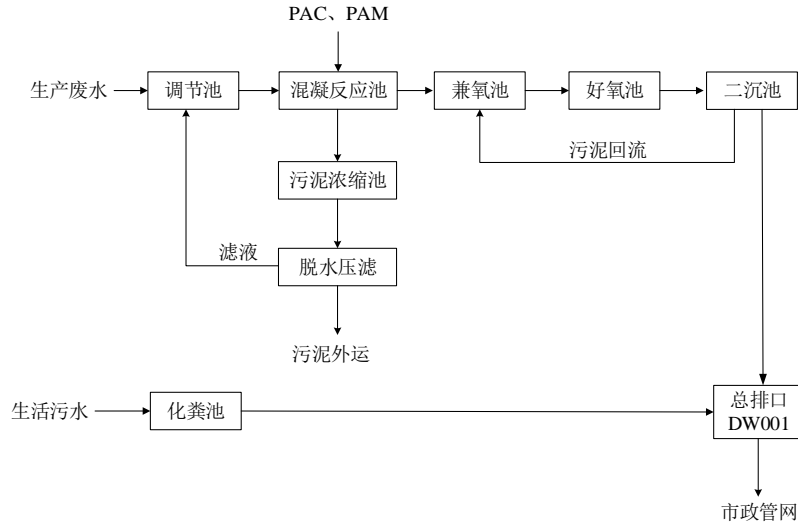 PAC、PAM
生产废水
调节池
混凝反应池
兼氧池
好氧池
二沉池
污泥回流
污泥浓缩池
滤液
脱水压滤
污泥外运
生活污水
化粪池
总排口
DW001
市政管网